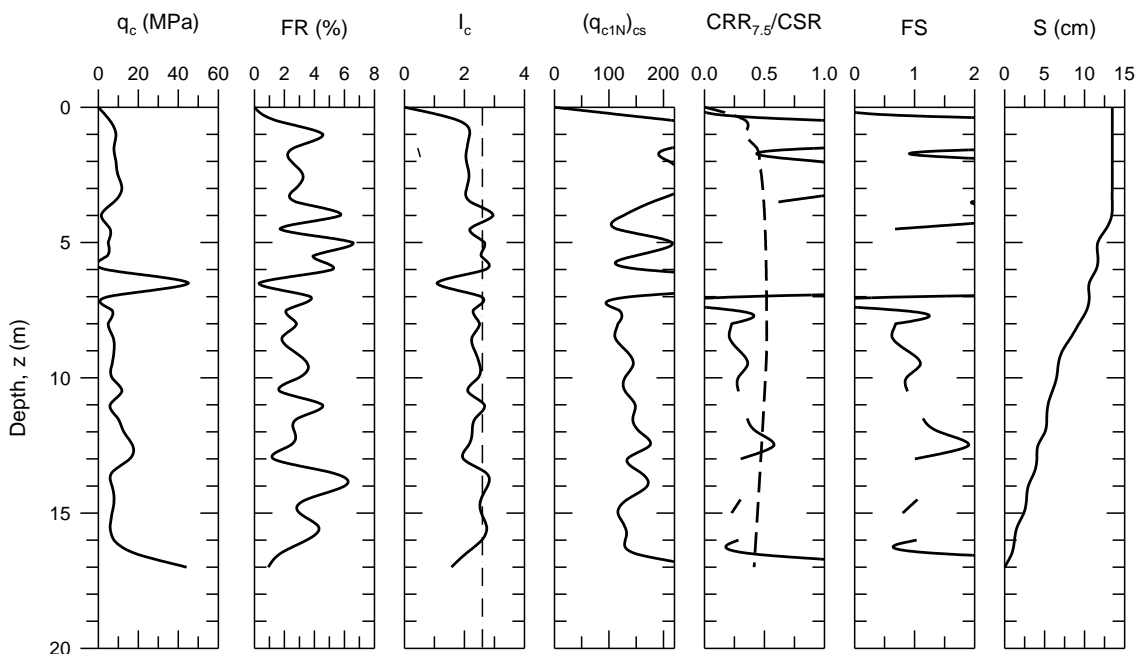 q_c (MPa) FR (%) I_c (q_c1N)_cs CRR_7.5/CSR FS S (cm)
0 20 40 60 0 2 4 6 8 0 2 4 0 100 200 0.0 0.5 1.0 0 1 2 0 5 10 15
0
5
10
15
20
Depth, z (m)